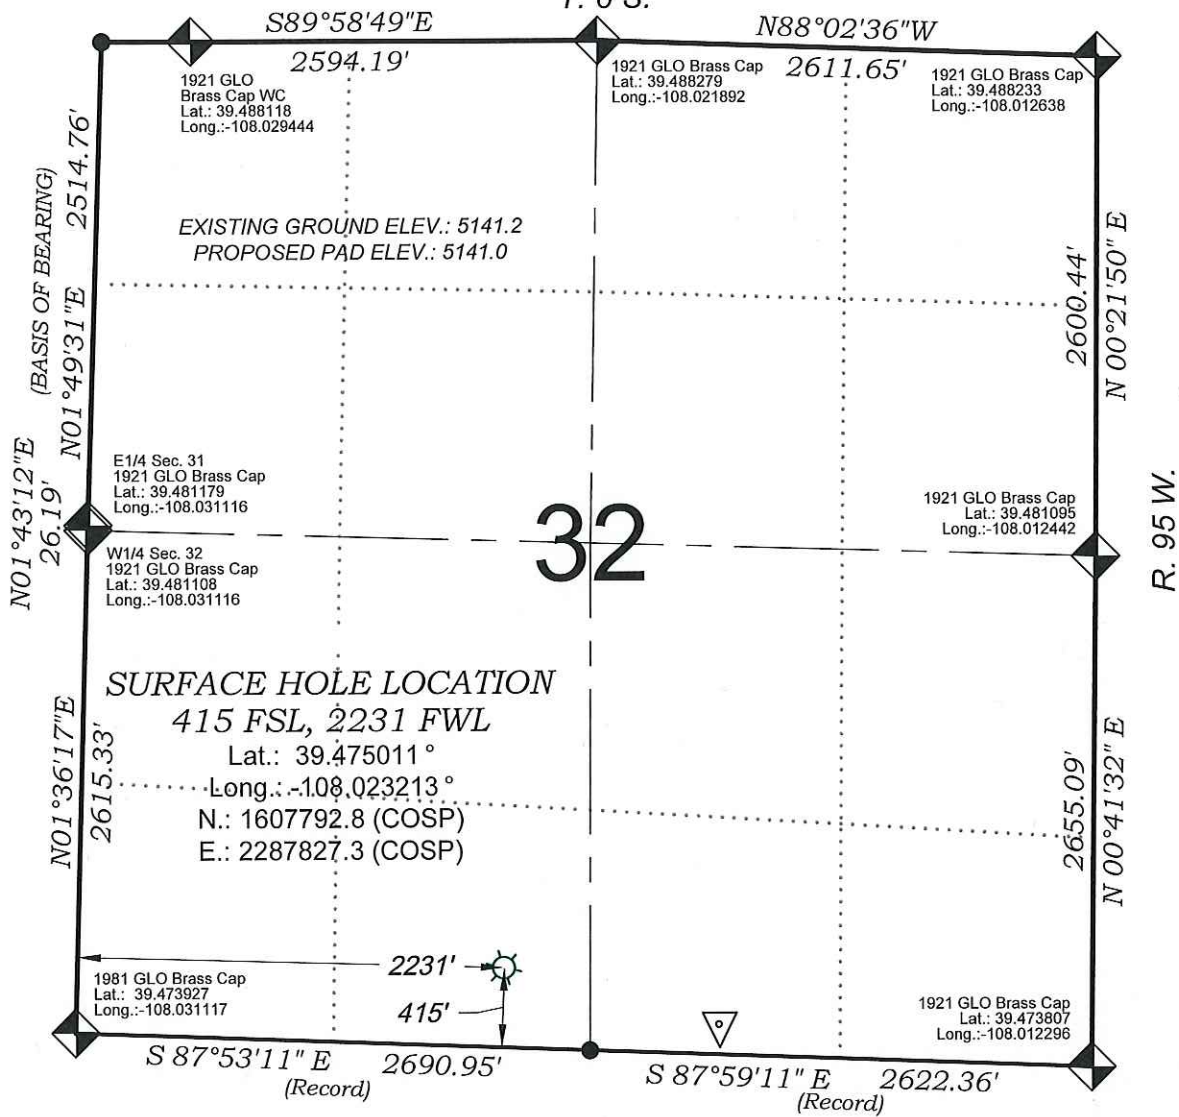 S89°58'49"E
N88°02'36"W
2594.19'
2611.65'
1921 GLO
Brass Cap WC
Lat.: 39.488118
Long.:-108.029444
1921 GLO Brass Cap
Lat.: 39.488279
Long.:-108.021892
1921 GLO Brass Cap
Lat.: 39.488233
Long.:-108.012638
2514.76'
(BASIS OF BEARING)
N01°49'31"E
EXISTING GROUND ELEV.: 5141.2
PROPOSED PAD ELEV.: 5141.0
2600.44'
N 00°21'50" E
N01°43'12"E
26.19'
E1/4 Sec. 31
1921 GLO Brass Cap
Lat.: 39.481179
Long.:-108.031116
W1/4 Sec. 32
1921 GLO Brass Cap
Lat.: 39.481108
Long.:-108.031116
32
1921 GLO Brass Cap
Lat.: 39.481095
Long.:-108.012442
R. 95 W.
SURFACE HOLE LOCATION
415 FSL, 2231 FWL
Lat.: 39.475011°
Long.: -108.023213°
N.: 1607792.8 (COSP)
E.: 2287827.3 (COSP)
N01°36'17"E
2615.33'
2655.09'
N 00°41'32" E
2231'
415'
1981 GLO Brass Cap
Lat.: 39.473927
Long.:-108.031117
1921 GLO Brass Cap
Lat.: 39.473807
Long.:-108.012296
S 87°53'11" E 2690.95'
(Record)
S 87°59'11" E 2622.36'
(Record)